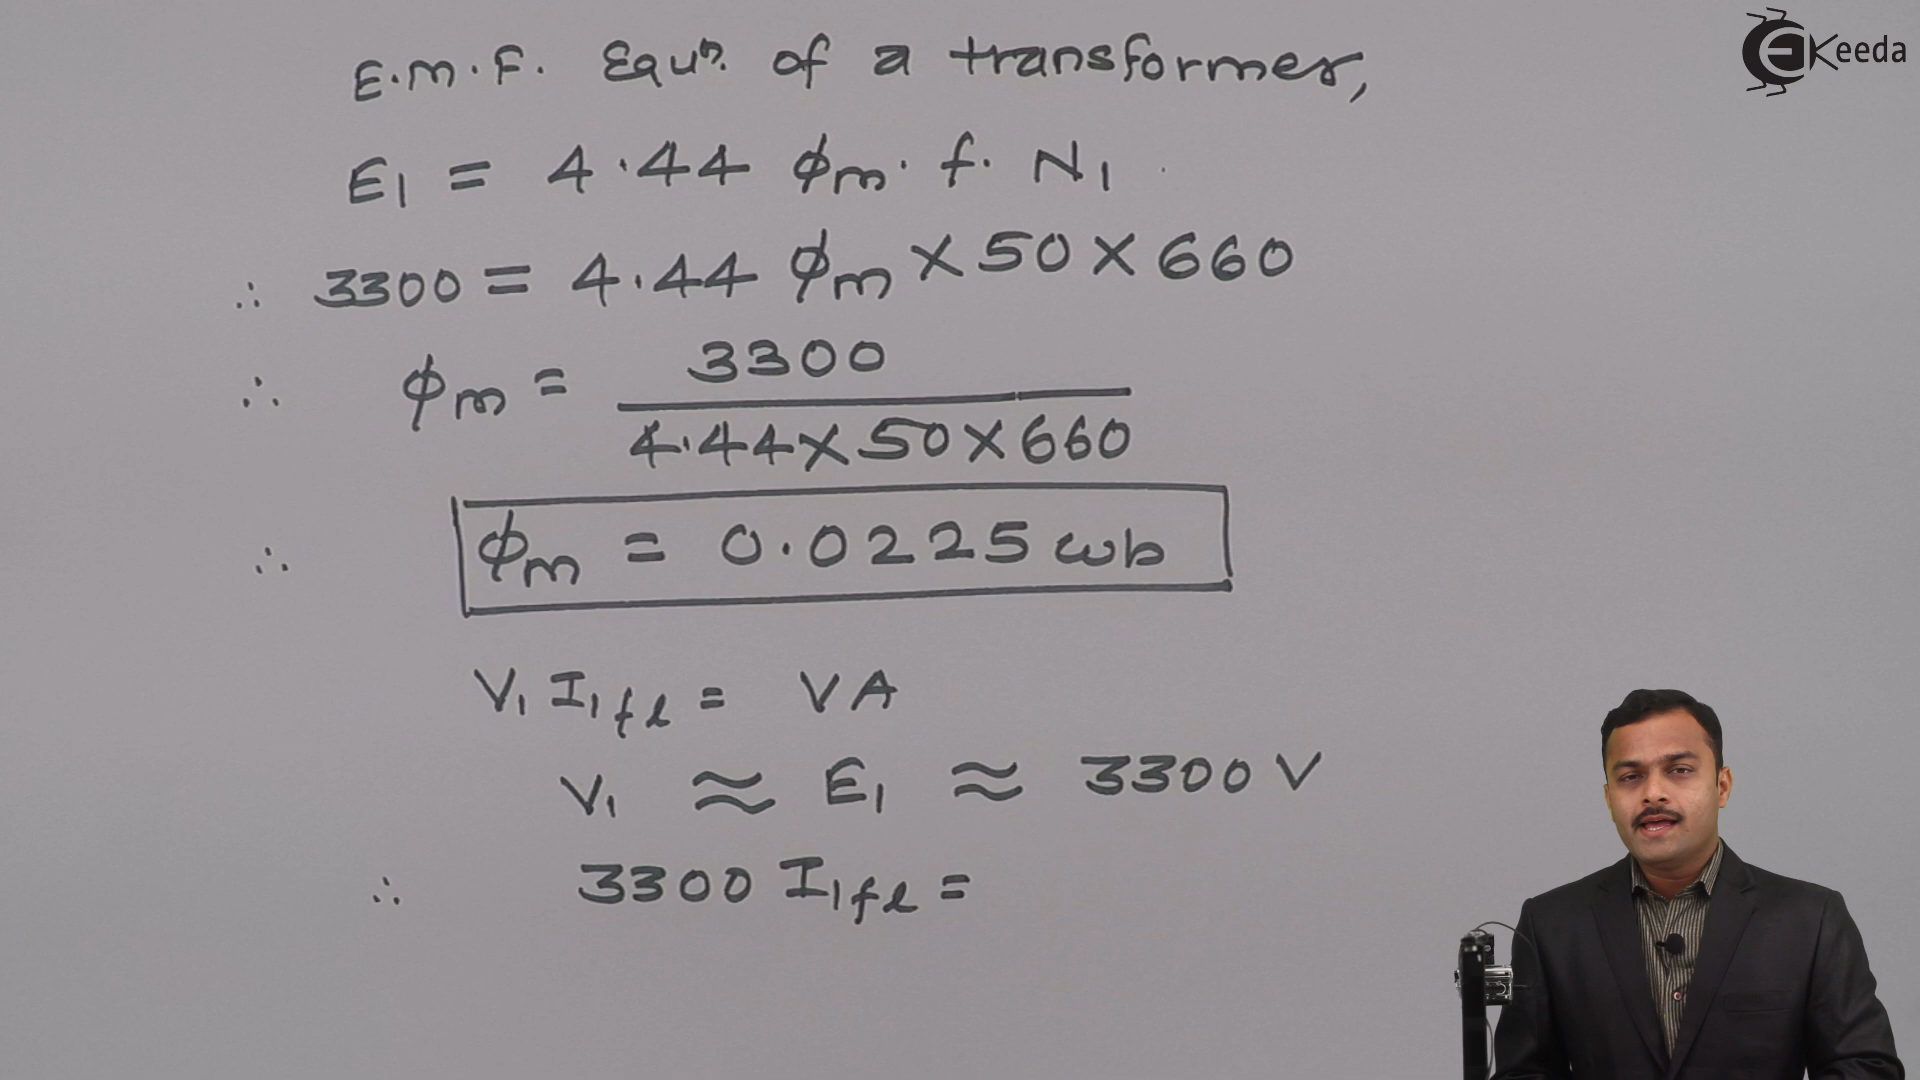 EKeeda
E.M.F. Equⁿ. of a transformer,
E₁ = 4.44 ϕm. f. N₁
∴ 3300 = 4.44 ϕm × 50 × 660
∴ ϕm = 3300 / 4.44 × 50 × 660
∴ ϕm = 0.0225 wb
V₁ I₁fl = VA
V₁ ≈ E₁ ≈ 3300 V
∴ 3300 I₁fl =